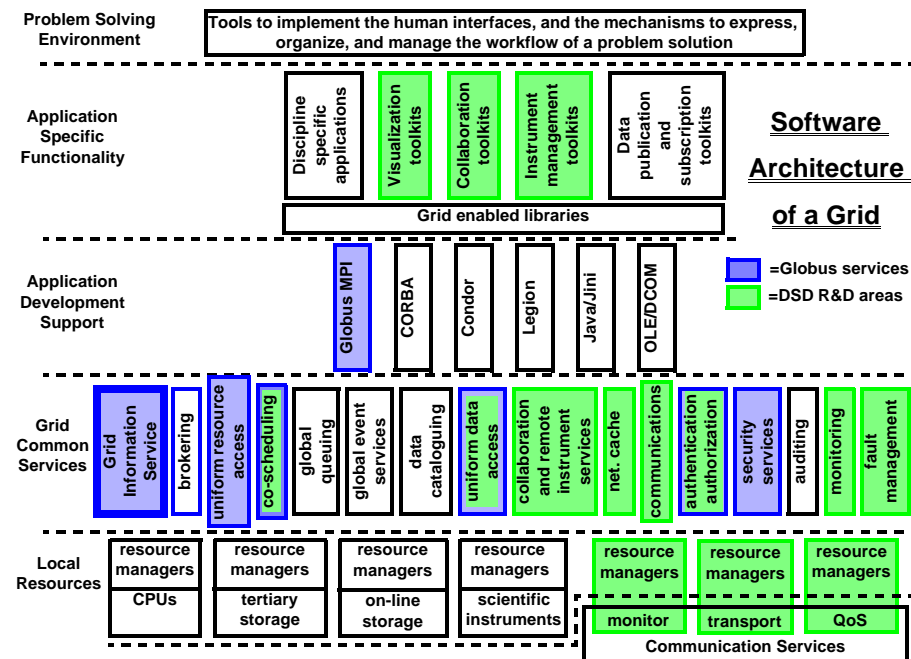 Problem Solving
Environment
Tools to implement the human interfaces, and the mechanisms to express,
organize, and manage the workflow of a problem solution
Application
Specific
Functionality
Discipline
specific
applications
Visualization
toolkits
Collaboration
toolkits
Instrument
management
toolkits
Data
publication
and
subscription
toolkits
Grid enabled libraries
Software
Architecture
of a Grid
=Globus services
=DSD R&D areas
Application
Development
Support
Globus MPI
CORBA
Condor
Legion
Java/Jini
OLE/DCOM
Grid
Common
Services
Grid
Information
Service
brokering
uniform resource
access
co-scheduling
global
queuing
global event
services
data
cataloguing
uniform data
access
collaboration
and remote
instrument
services
net. cache
communications
authentication
authorization
security
services
auditing
monitoring
fault
management
Local
Resources
resource
managers
CPUs
resource
managers
tertiary
storage
resource
managers
on-line
storage
resource
managers
scientific
instruments
resource
managers
monitor
resource
managers
transport
resource
managers
QoS
Communication Services